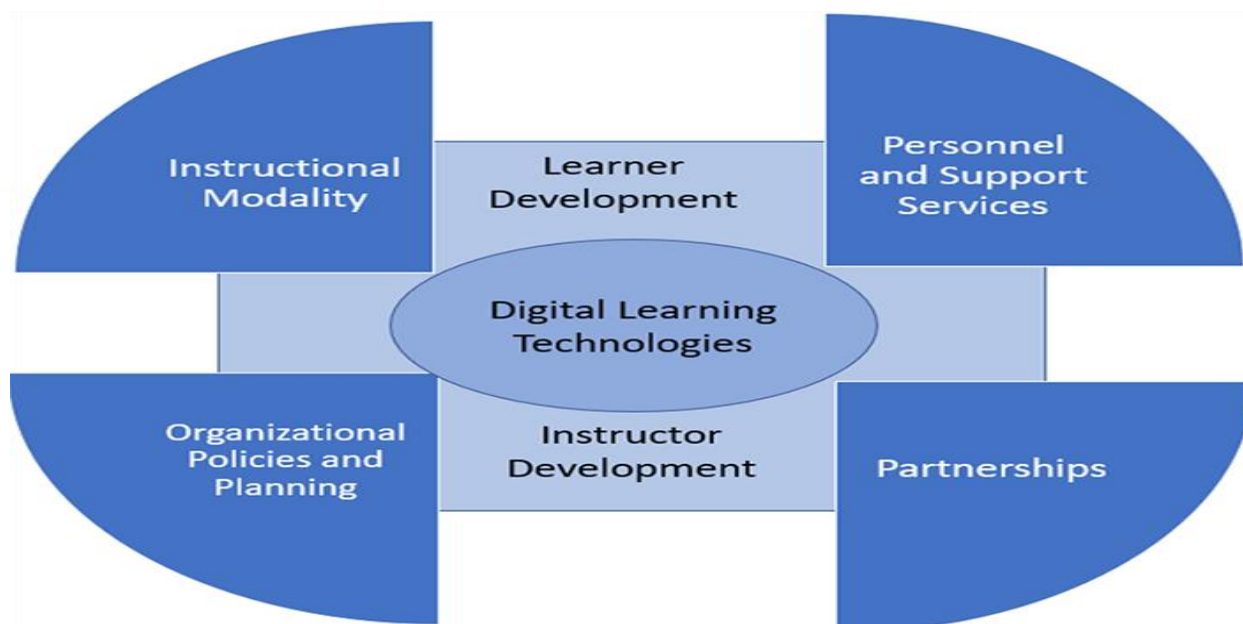 Instructional
Modality
Learner
Development
Personnel
and Support
Services
Digital Learning
Technologies
Organizational
Policies and
Planning
Instructor
Development
Partnerships